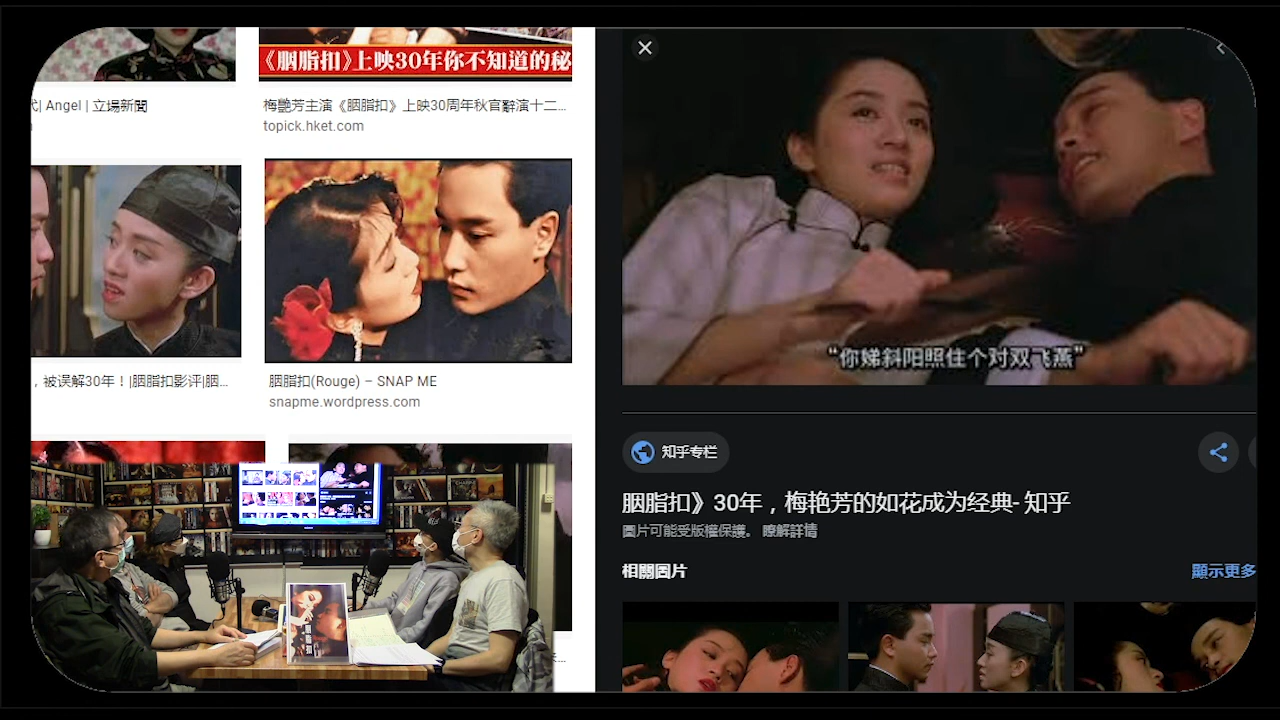 《胭脂扣》上映30年你不知道的秘
| Angel | 立場新聞
梅艷芳主演《胭脂扣》上映30周年秋官辭演十二...
topick.hket.com
，被误解30年！|胭脂扣影评|胭...
胭脂扣(Rouge) – SNAP ME
snapme.wordpress.com
胭脂扣
“你娣斜阳照住个对双飞燕”
知乎专栏
胭脂扣》30年，梅艳芳的如花成为经典- 知乎
圖片可能受版權保護。 瞭解詳情
相關圖片
顯示更多